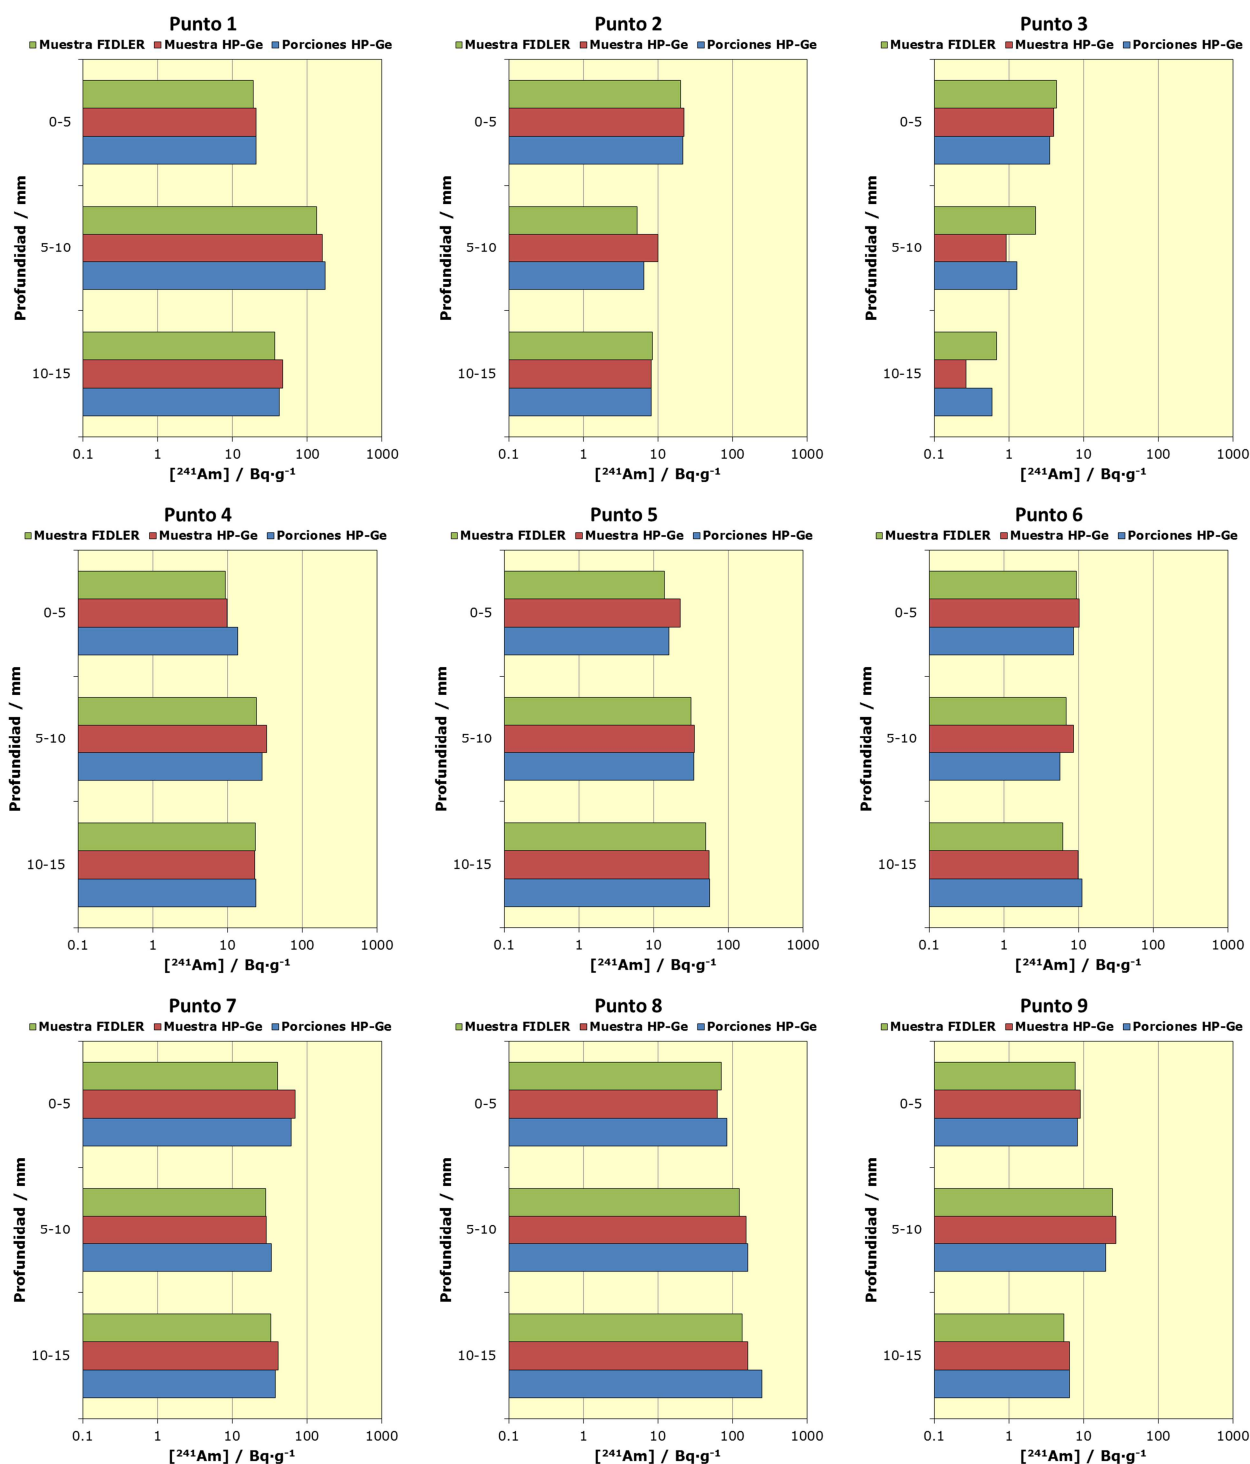 Punto 1
Muestra FIDLER Muestra HP-Ge Porciones HP-Ge
Profundidad / mm
0-5
5-10
10-15
0.1 1 10 100 1000
[²⁴¹Am] / Bq·g⁻¹
Punto 2
Muestra FIDLER Muestra HP-Ge Porciones HP-Ge
Profundidad / mm
0-5
5-10
10-15
0.1 1 10 100 1000
[²⁴¹Am] / Bq·g⁻¹
Punto 3
Muestra FIDLER Muestra HP-Ge Porciones HP-Ge
Profundidad / mm
0-5
5-10
10-15
0.1 1 10 100 1000
[²⁴¹Am] / Bq·g⁻¹
Punto 4
Muestra FIDLER Muestra HP-Ge Porciones HP-Ge
Profundidad / mm
0-5
5-10
10-15
0.1 1 10 100 1000
[²⁴¹Am] / Bq·g⁻¹
Punto 5
Muestra FIDLER Muestra HP-Ge Porciones HP-Ge
Profundidad / mm
0-5
5-10
10-15
0.1 1 10 100 1000
[²⁴¹Am] / Bq·g⁻¹
Punto 6
Muestra FIDLER Muestra HP-Ge Porciones HP-Ge
Profundidad / mm
0-5
5-10
10-15
0.1 1 10 100 1000
[²⁴¹Am] / Bq·g⁻¹
Punto 7
Muestra FIDLER Muestra HP-Ge Porciones HP-Ge
Profundidad / mm
0-5
5-10
10-15
0.1 1 10 100 1000
[²⁴¹Am] / Bq·g⁻¹
Punto 8
Muestra FIDLER Muestra HP-Ge Porciones HP-Ge
Profundidad / mm
0-5
5-10
10-15
0.1 1 10 100 1000
[²⁴¹Am] / Bq·g⁻¹
Punto 9
Muestra FIDLER Muestra HP-Ge Porciones HP-Ge
Profundidad / mm
0-5
5-10
10-15
0.1 1 10 100 1000
[²⁴¹Am] / Bq·g⁻¹